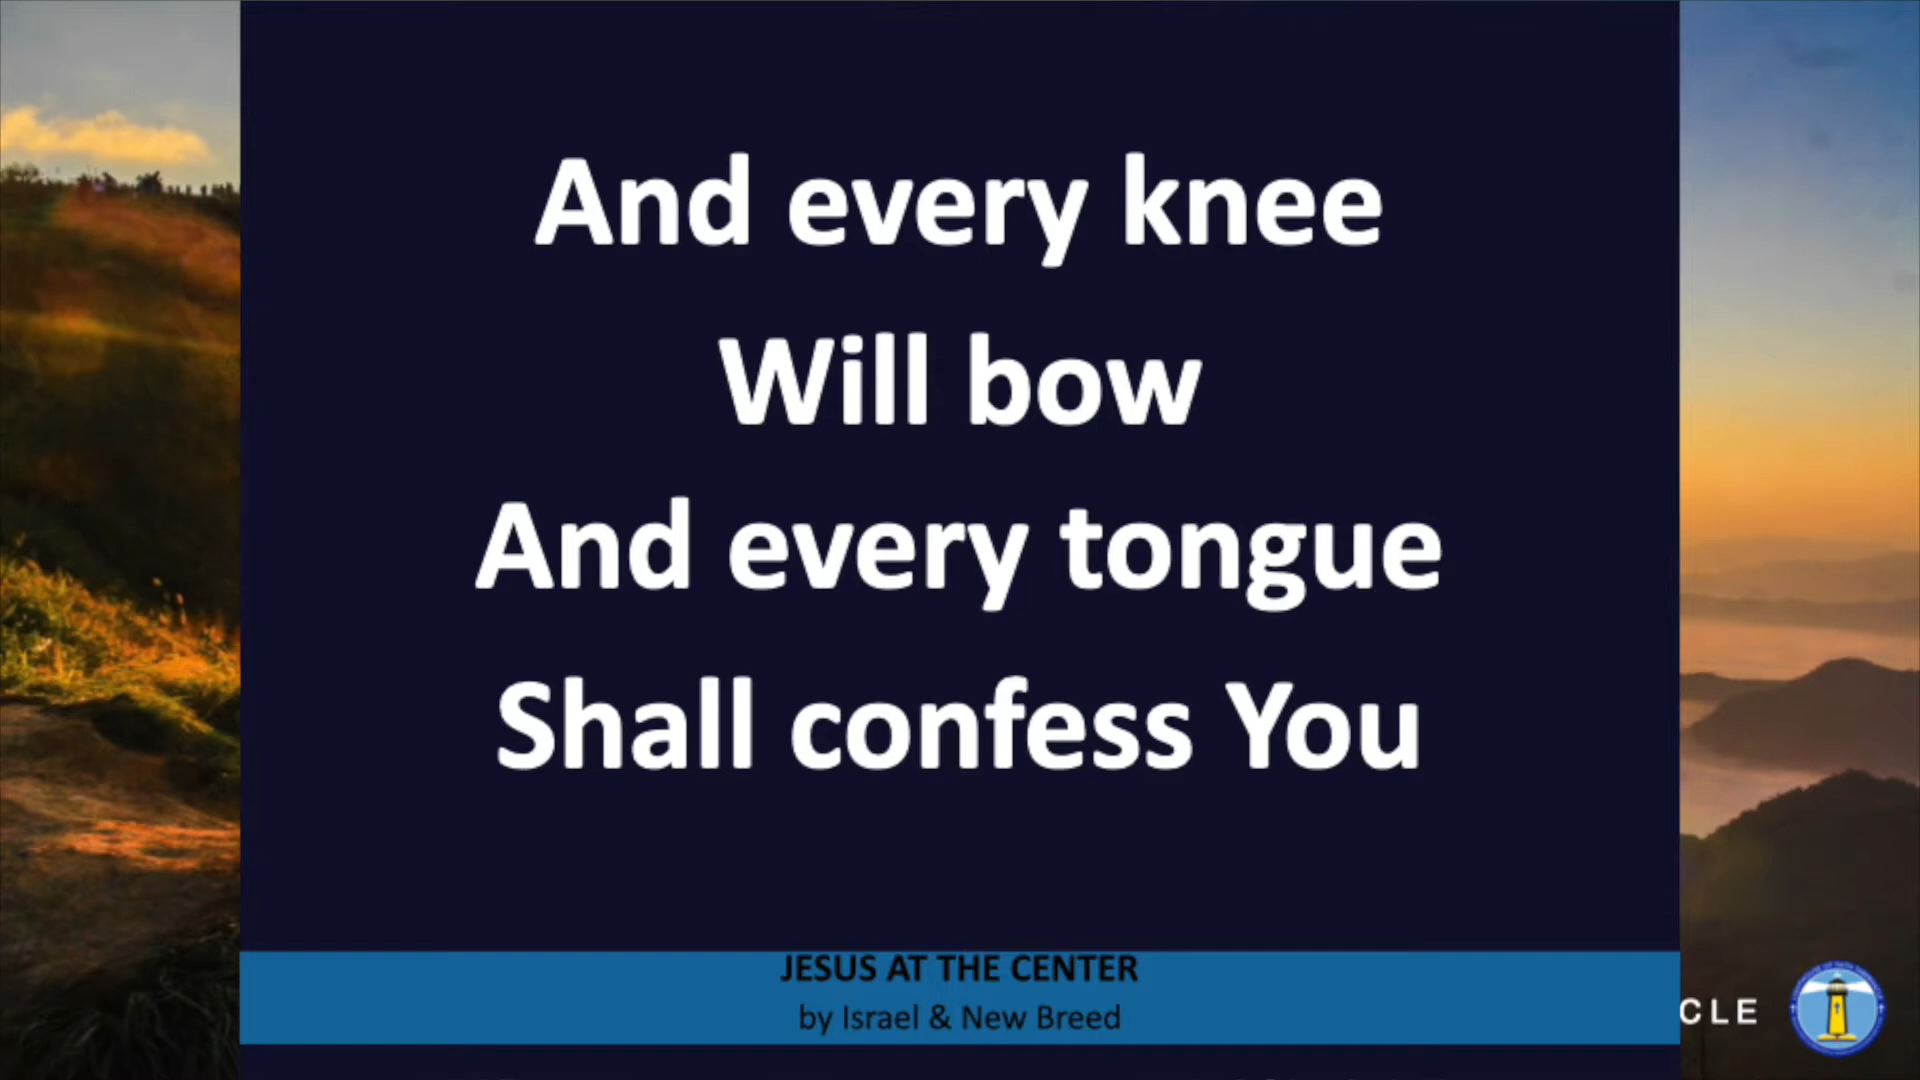 And every knee
Will bow
And every tongue
Shall confess You
JESUS AT THE CENTER
by Israel & New Breed
CLE